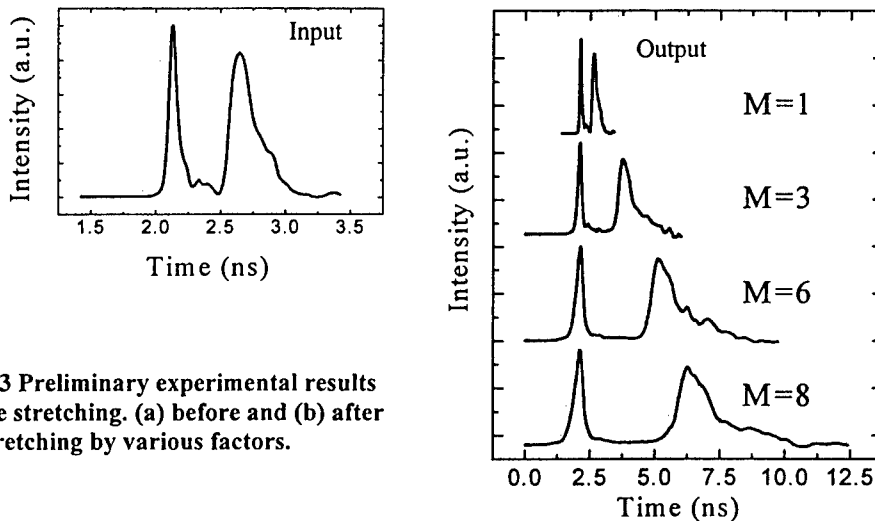 Input
Intensity (a.u.)
1.5 2.0 2.5 3.0 3.5
Time (ns)
3 Preliminary experimental results
e stretching. (a) before and (b) after
retching by various factors.
Output
M=1
M=3
M=6
M=8
Intensity (a.u.)
0.0 2.5 5.0 7.5 10.0 12.5
Time (ns)